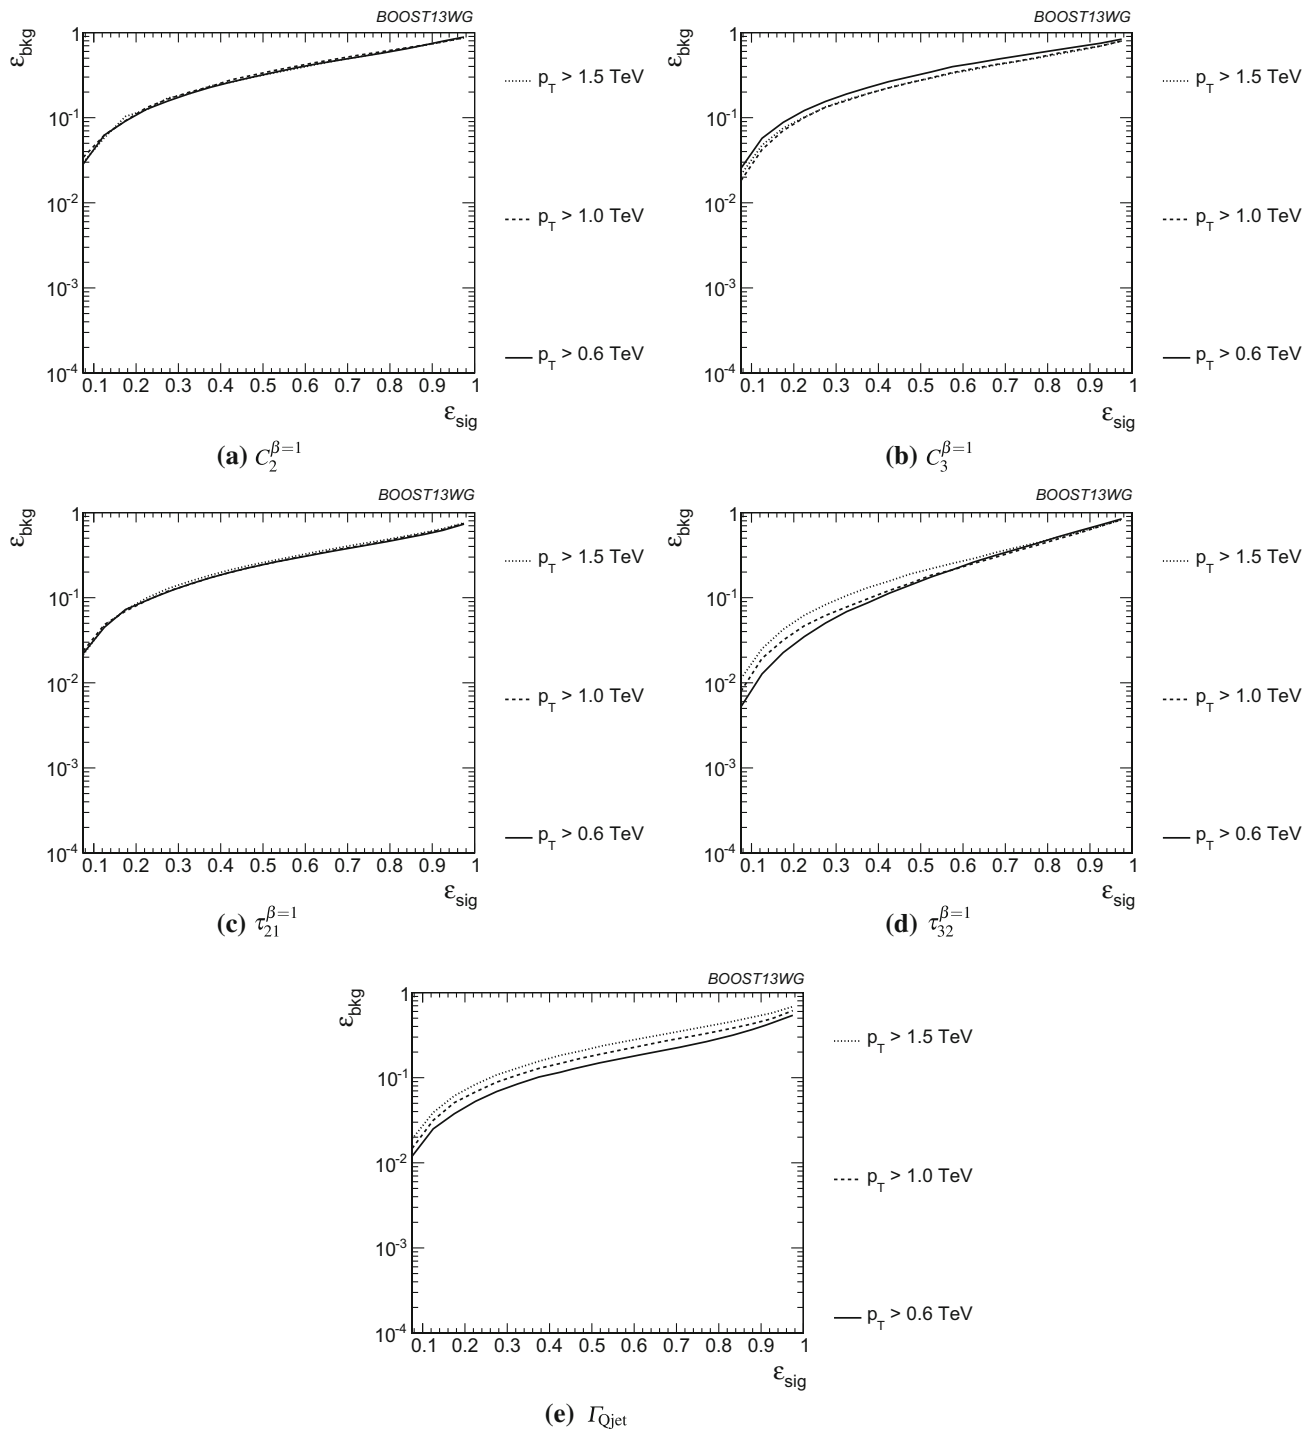 BOOST13WG
ε_bkg
1
10^-1
10^-2
10^-3
10^-4
0.1 0.2 0.3 0.4 0.5 0.6 0.7 0.8 0.9 1
ε_sig
p_T > 1.5 TeV
p_T > 1.0 TeV
p_T > 0.6 TeV
(a) C_2^{β=1}
BOOST13WG
ε_bkg
1
10^-1
10^-2
10^-3
10^-4
0.1 0.2 0.3 0.4 0.5 0.6 0.7 0.8 0.9 1
ε_sig
p_T > 1.5 TeV
p_T > 1.0 TeV
p_T > 0.6 TeV
(b) C_3^{β=1}
BOOST13WG
ε_bkg
1
10^-1
10^-2
10^-3
10^-4
0.1 0.2 0.3 0.4 0.5 0.6 0.7 0.8 0.9 1
ε_sig
p_T > 1.5 TeV
p_T > 1.0 TeV
p_T > 0.6 TeV
(c) τ_21^{β=1}
BOOST13WG
ε_bkg
1
10^-1
10^-2
10^-3
10^-4
0.1 0.2 0.3 0.4 0.5 0.6 0.7 0.8 0.9 1
ε_sig
p_T > 1.5 TeV
p_T > 1.0 TeV
p_T > 0.6 TeV
(d) τ_32^{β=1}
BOOST13WG
ε_bkg
1
10^-1
10^-2
10^-3
10^-4
0.1 0.2 0.3 0.4 0.5 0.6 0.7 0.8 0.9 1
ε_sig
p_T > 1.5 TeV
p_T > 1.0 TeV
p_T > 0.6 TeV
(e) Γ_Qjet